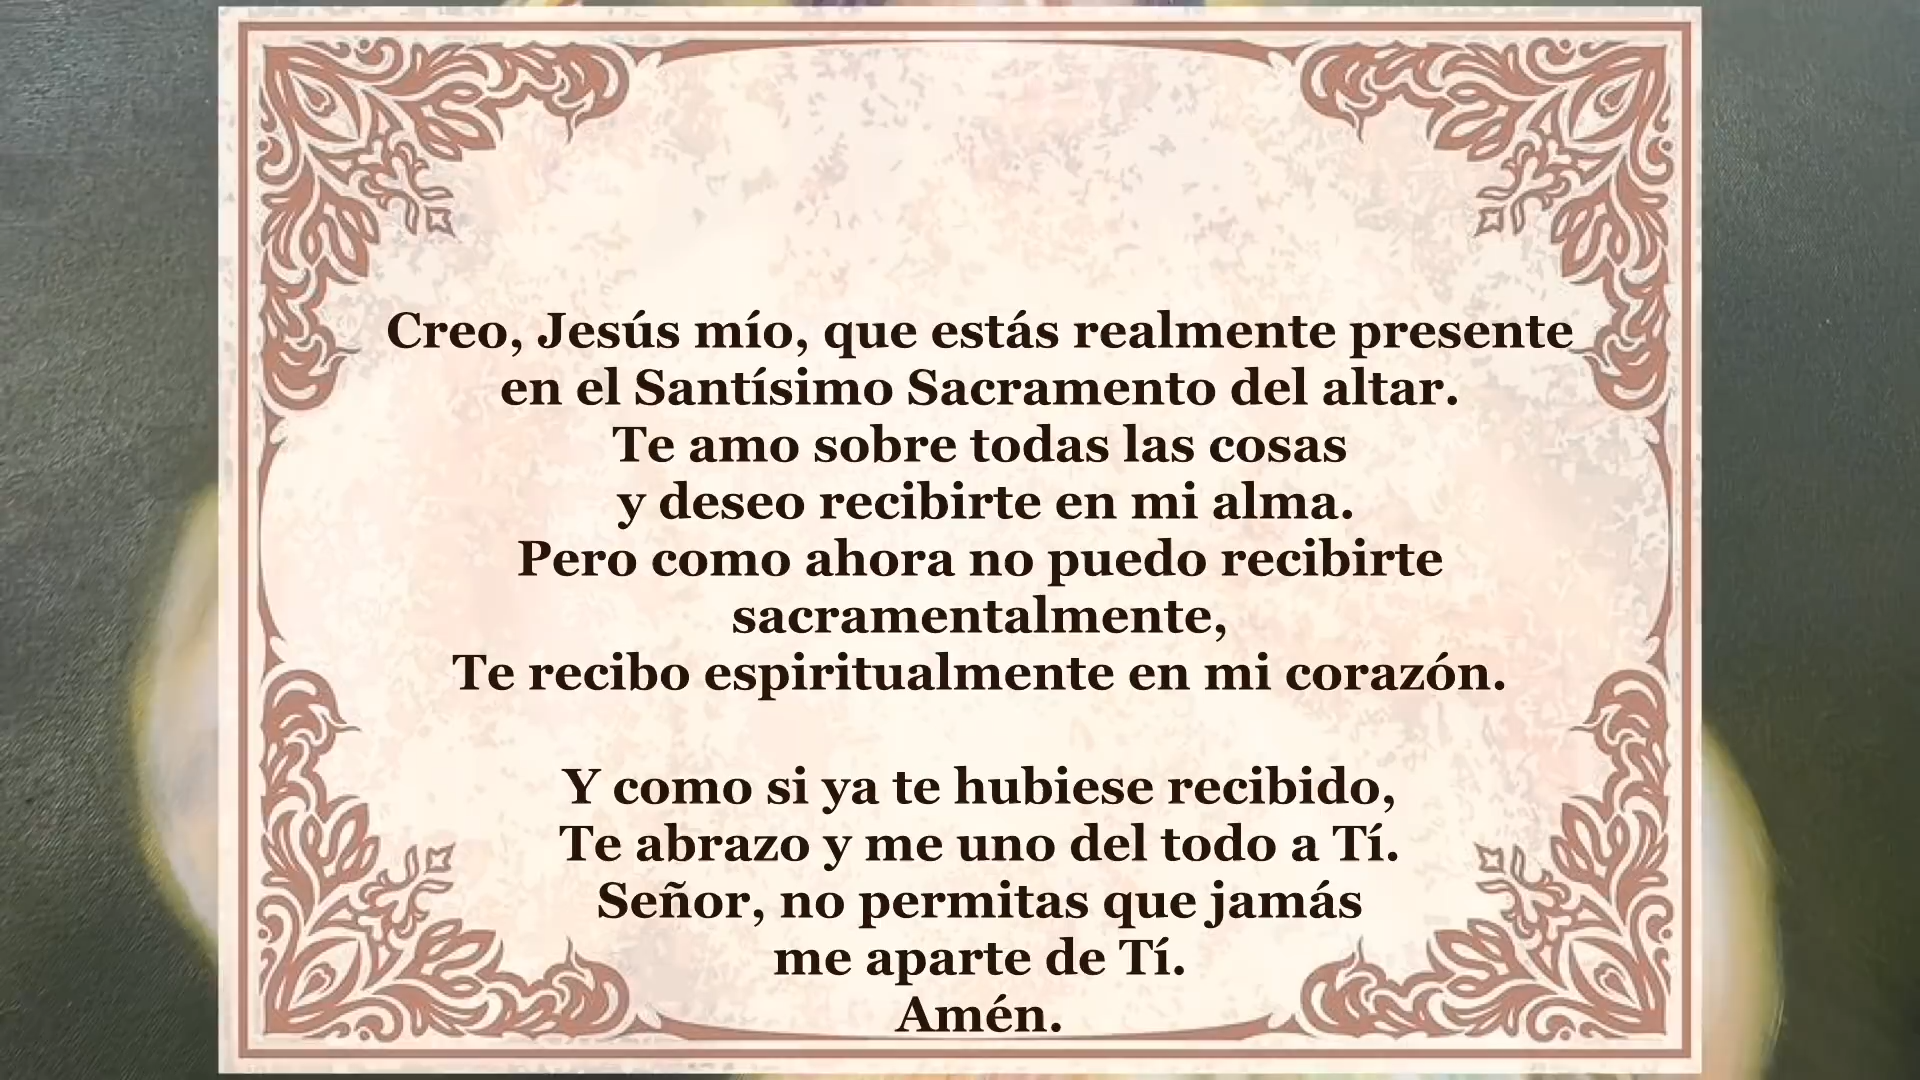 Creo, Jesús mío, que estás realmente presente
en el Santísimo Sacramento del altar.
Te amo sobre todas las cosas
y deseo recibirte en mi alma.
Pero como ahora no puedo recibirte
sacramentalmente,
Te recibo espiritualmente en mi corazón.
Y como si ya te hubiese recibido,
Te abrazo y me uno del todo a Tí.
Señor, no permitas que jamás
me aparte de Tí.
Amén.